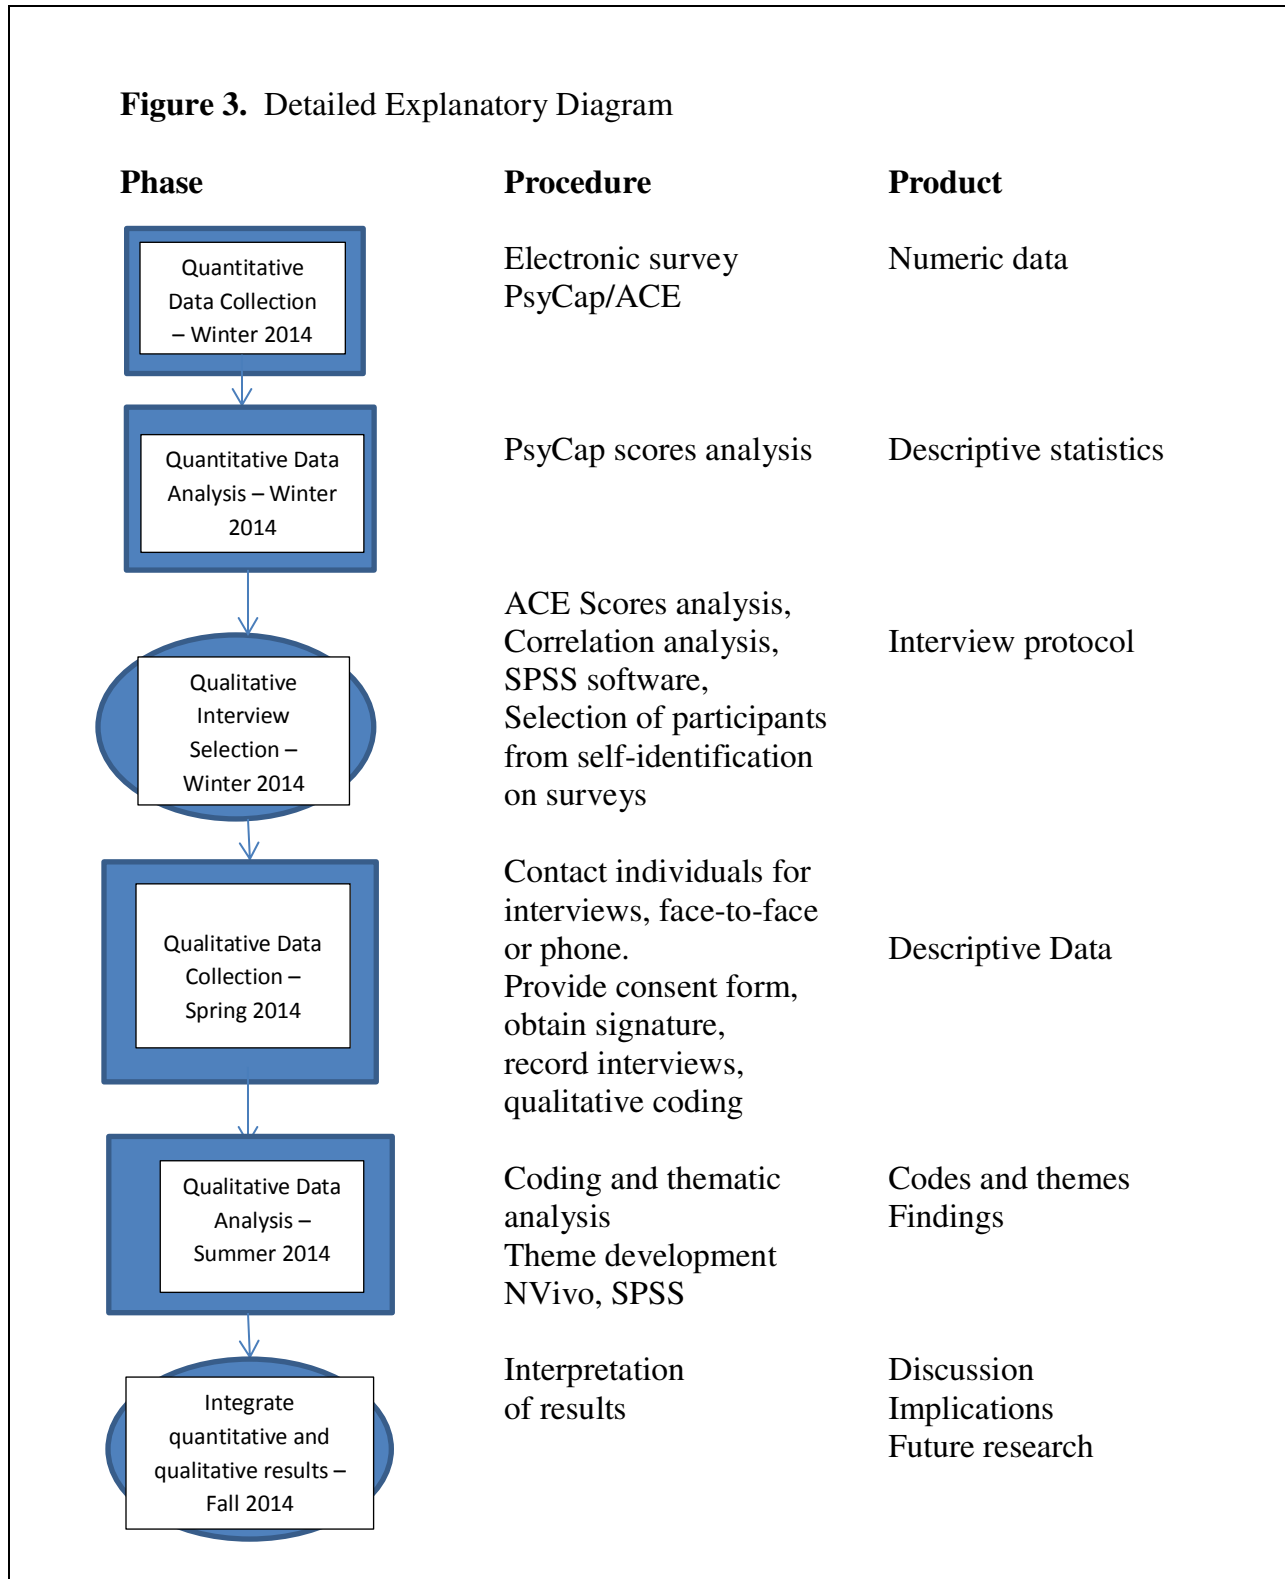 Figure 3. Detailed Explanatory Diagram
Phase
Procedure
Product
Quantitative
Data Collection
– Winter 2014
Electronic survey
PsyCap/ACE
Numeric data
Quantitative Data
Analysis – Winter
2014
PsyCap scores analysis
Descriptive statistics
Qualitative
Interview
Selection –
Winter 2014
ACE Scores analysis,
Correlation analysis,
SPSS software,
Selection of participants
from self-identification
on surveys
Interview protocol
Qualitative Data
Collection –
Spring 2014
Contact individuals for
interviews, face-to-face
or phone.
Provide consent form,
obtain signature,
record interviews,
qualitative coding
Descriptive Data
Qualitative Data
Analysis –
Summer 2014
Coding and thematic
analysis
Theme development
NVivo, SPSS
Codes and themes
Findings
Integrate
quantitative and
qualitative results –
Fall 2014
Interpretation
of results
Discussion
Implications
Future research